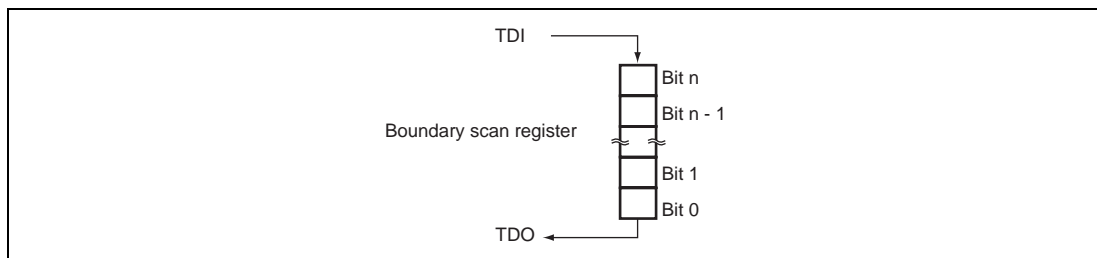 TDI
Bit n
Bit n - 1
Boundary scan register
Bit 1
Bit 0
TDO